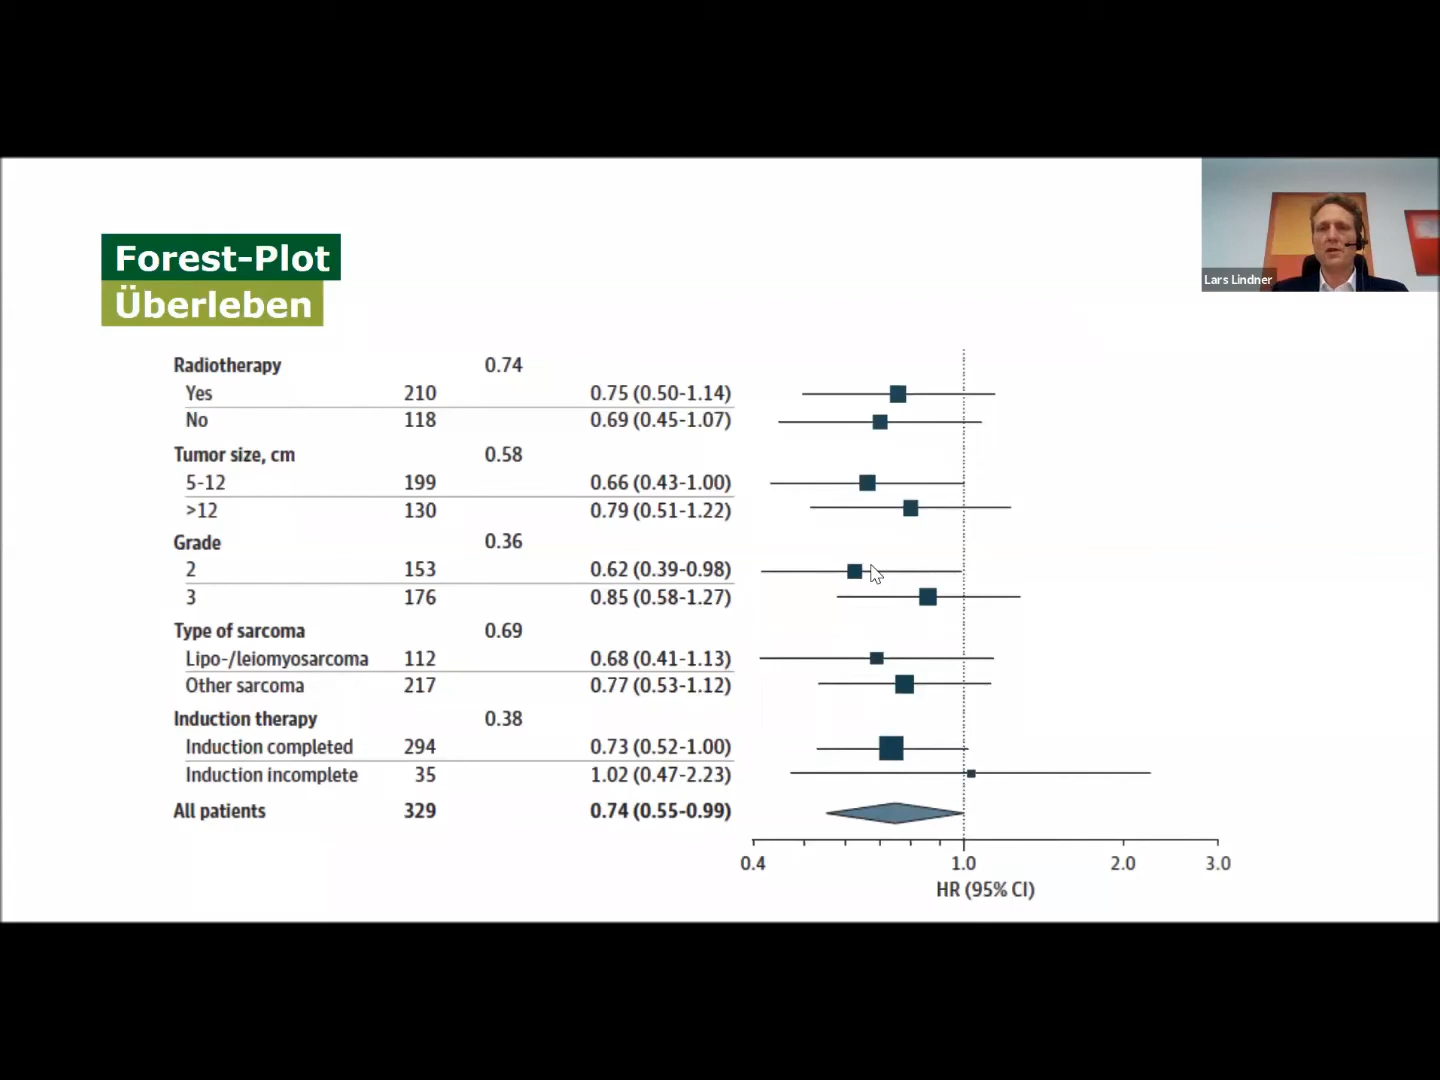 Forest-Plot
Überleben
Lars Lindner
Radiotherapy 0.74
Yes 210 0.75 (0.50-1.14)
No 118 0.69 (0.45-1.07)
Tumor size, cm 0.58
5-12 199 0.66 (0.43-1.00)
>12 130 0.79 (0.51-1.22)
Grade 0.36
2 153 0.62 (0.39-0.98)
3 176 0.85 (0.58-1.27)
Type of sarcoma 0.69
Lipo-/leiomyosarcoma 112 0.68 (0.41-1.13)
Other sarcoma 217 0.77 (0.53-1.12)
Induction therapy 0.38
Induction completed 294 0.73 (0.52-1.00)
Induction incomplete 35 1.02 (0.47-2.23)
All patients 329 0.74 (0.55-0.99)
0.4 1.0 2.0 3.0
HR (95% CI)